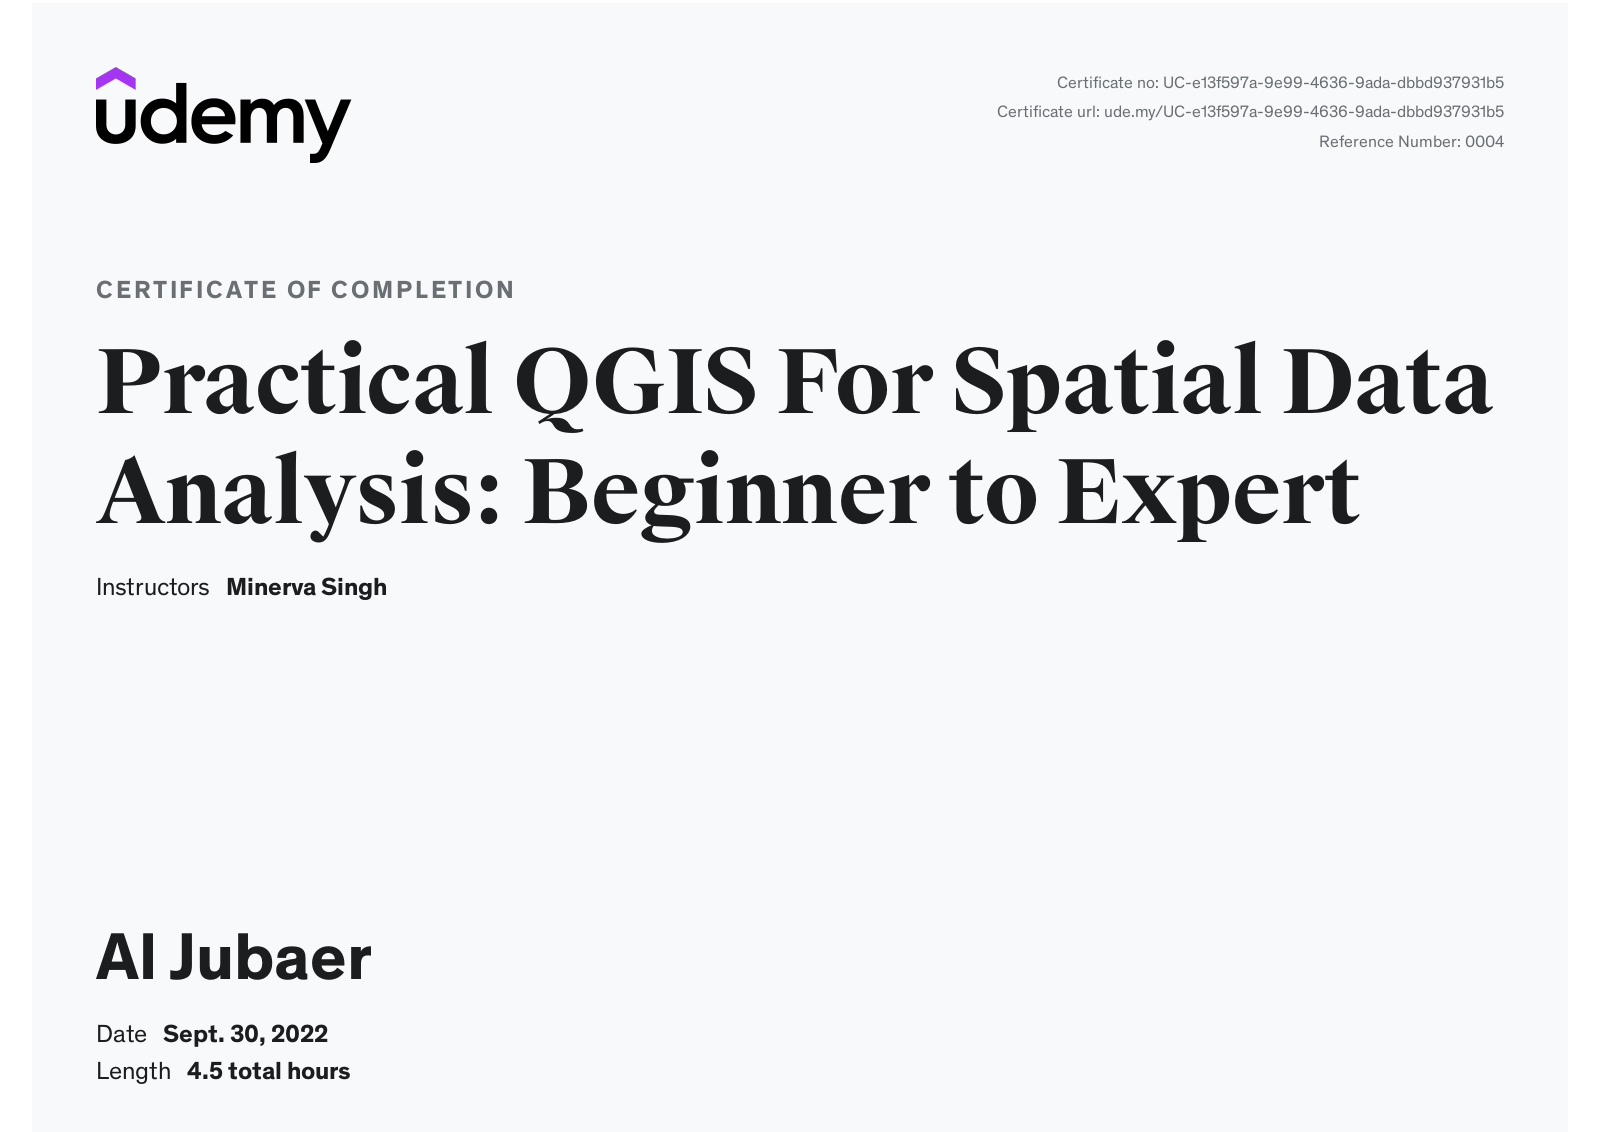 udemy
Certificate no: UC-e13f597a-9e99-4636-9ada-dbbd937931b5
Certificate url: ude.my/UC-e13f597a-9e99-4636-9ada-dbbd937931b5
Reference Number: 0004
CERTIFICATE OF COMPLETION
Practical QGIS For Spatial Data
Analysis: Beginner to Expert
Instructors Minerva Singh
Al Jubaer
Date Sept. 30, 2022
Length 4.5 total hours